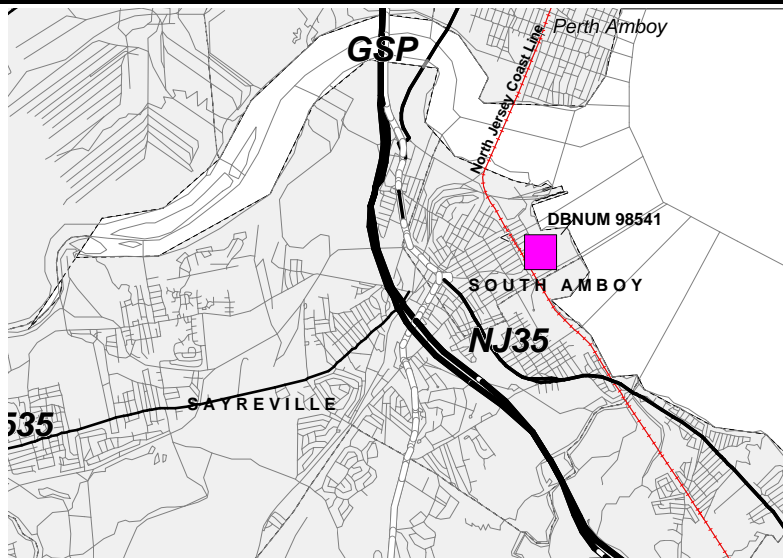 Perth Amboy
GSP
North Jersey Coast Line
DBNUM 98541
SOUTH AMBOY
NJ35
SAYREVILLE
535